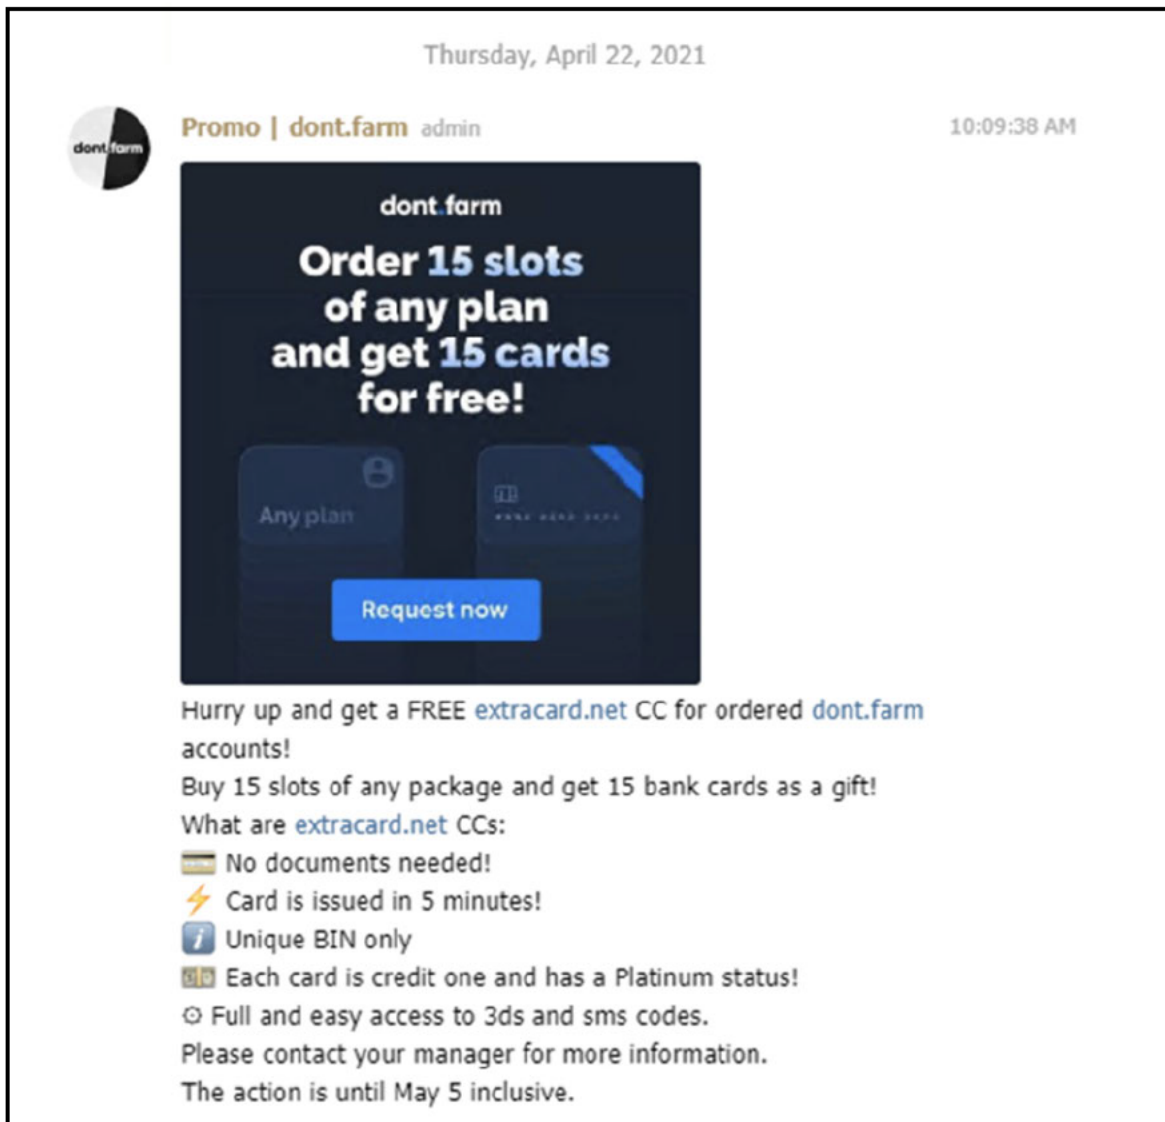 Thursday, April 22, 2021
Promo | dont.farm admin 10:09:38 AM
dont.farm
dont.farm
Order 15 slots
of any plan
and get 15 cards
for free!
Any plan
**** **** ****
Request now
Hurry up and get a FREE extracard.net CC for ordered dont.farm
accounts!
Buy 15 slots of any package and get 15 bank cards as a gift!
What are extracard.net CCs:
💳 No documents needed!
⚡ Card is issued in 5 minutes!
ℹ️ Unique BIN only
💵 Each card is credit one and has a Platinum status!
⚙ Full and easy access to 3ds and sms codes.
Please contact your manager for more information.
The action is until May 5 inclusive.